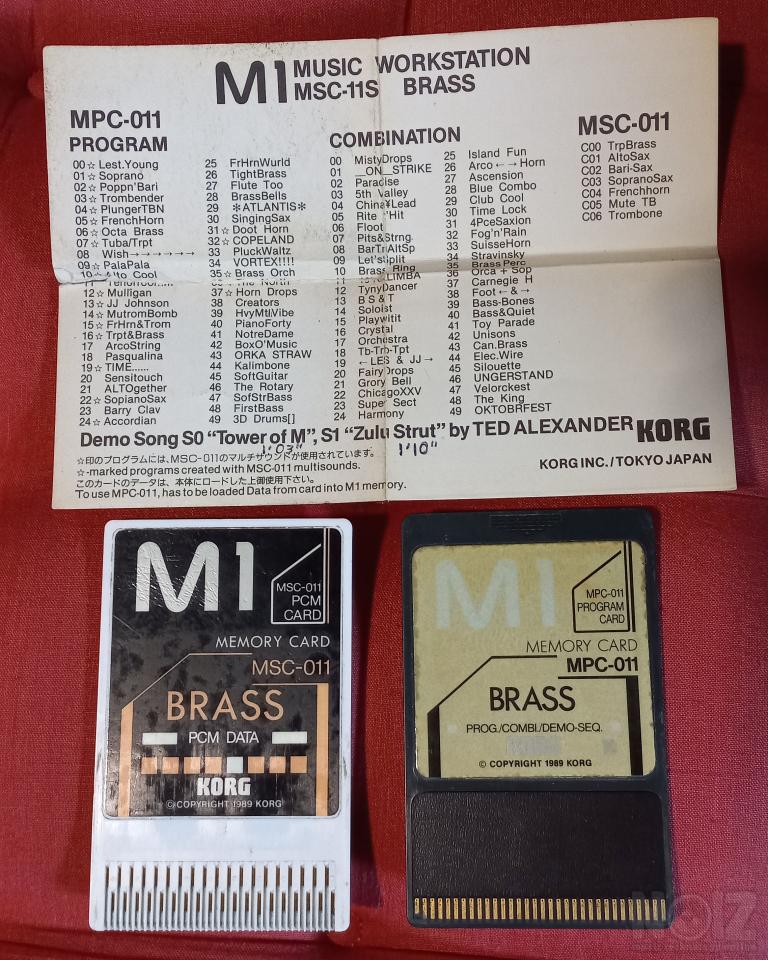 M1 MUSIC WORKSTATION
MSC-11S BRASS
MPC-011
PROGRAM
00☆Lest.Young
01☆Soprano
02☆Poppn'Bari
03☆Trombender
04☆PlungerTBN
05☆FrenchHorn
06☆Octa Brass
07☆Tuba/Trpt
08 Wish→→→→→→
09☆PalaPala
10☆Alto Cool
11
12☆Mulligan
13☆JJ Johnson
14☆MutromBomb
15☆FrHrn&Trom
16☆Trpt&Brass
17 ArcoString
18 Pasqualina
19☆TIME......
20 Sensitouch
21 ALTOgether
22☆SopianoSax
23 Barry Clav
24☆Accordian
25 FrHrnWurld
26 TightBrass
27 Flute Too
28 BrassBells
29 ✳ATLANTIS✳
30 SingingSax
31☆Doot Horn
32☆COPELAND
33 PluckWaltz
34 VORTEX!!!!
35☆Brass Orch
The North
37☆Horn Drops
38 Creators
39 HvyMtlVibe
40 PianoForty
41 NotreDame
42 BoxO'Music
43 ORKA STRAW
44 Kalimbone
45 SoftGuitar
46 The Rotary
47 SofStrBass
48 FirstBass
49 3D Drums[]
COMBINATION
00 MistyDrops
01 __ON__STRIKE
02 Paradise
03 5th Valley
04 China¥Lead
05 Rite "Hit
06 Floot
07 Pits&Strng
08 BarTrAltSp
09 Let'sSplit
10 Brass Ring
11 KALIMBA
12 TynyDancer
13 B S & T
14 Soloist
15 Playwitit
16 Crystal
17 Orchestra
18 Tb-Trb-Tpt
19 ←LES & JJ→
20 FairyDrops
21 Grory Bell
22 ChicagoXXV
23 Super Sect
24 Harmony
25 Island Fun
26 Arco←→Horn
27 Ascension
28 Blue Combo
29 Club Cool
30 Time Lock
31 4PceSaxion
32 Fog'n'Rain
33 SuisseHorn
34 Stravinsky
35 Brass Perc
36 Orca + Sop
37 Carnegie H
38 Foot←&→
39 Bass-Bones
40 Bass&Quiet
41 Toy Parade
42 Unisons
43 Can.Brass
44 Elec.Wire
45 Silouette
46 UNGERSTAND
47 Velorckest
48 The King
49 OKTOBRFEST
MSC-011
C00 TrpBrass
C01 AltoSax
C02 Bari-Sax
C03 SopranoSax
C04 Frenchhorn
C05 Mute TB
C06 Trombone
Demo Song S0 "Tower of M", S1 "Zulu Strut" by TED ALEXANDER KORG
1'03" 1'10"
☆印のプログラムには、MSC-011のマルチサウンドが使用されています。
☆-marked programs created with MSC-011 multisounds.
このカードのデータは、本体にロードした上御使用下さい。
To use MPC-011, has to be loaded Data from card into M1 memory.
KORG INC./TOKYO JAPAN
M1
MSC-011
PCM
CARD
MEMORY CARD
MSC-011
BRASS
PCM DATA
KORG
© COPYRIGHT 1989 KORG
M1
MPC-011
PROGRAM
CARD
MEMORY CARD
MPC-011
BRASS
PROG./COMBI./DEMO-SEQ.
© COPYRIGHT 1989 KORG
NOIZ